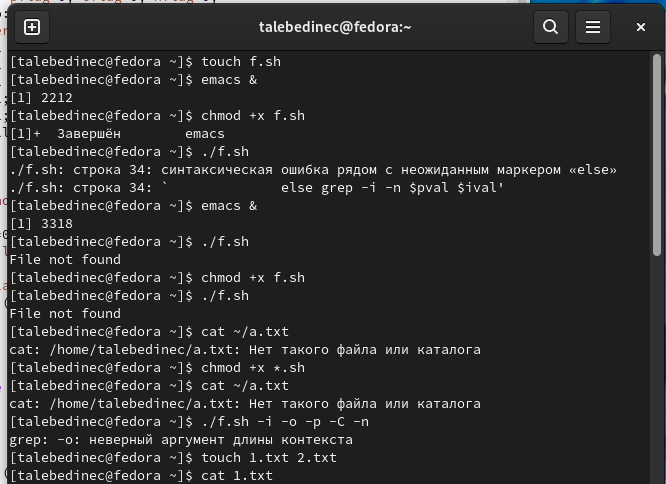 talebedinec@fedora:~
[talebedinec@fedora ~]$ touch f.sh
[talebedinec@fedora ~]$ emacs &
[1] 2212
[talebedinec@fedora ~]$ chmod +x f.sh
[1]+  Завершён        emacs
[talebedinec@fedora ~]$ ./f.sh
./f.sh: строка 34: синтаксическая ошибка рядом с неожиданным маркером «else»
./f.sh: строка 34: `              else grep -i -n $pval $ival'
[talebedinec@fedora ~]$ emacs &
[1] 3318
[talebedinec@fedora ~]$ ./f.sh
File not found
[talebedinec@fedora ~]$ chmod +x f.sh
[talebedinec@fedora ~]$ ./f.sh
File not found
[talebedinec@fedora ~]$ cat ~/a.txt
cat: /home/talebedinec/a.txt: Нет такого файла или каталога
[talebedinec@fedora ~]$ chmod +x *.sh
[talebedinec@fedora ~]$ cat ~/a.txt
cat: /home/talebedinec/a.txt: Нет такого файла или каталога
[talebedinec@fedora ~]$ ./f.sh -i -o -p -C -n
grep: -o: неверный аргумент длины контекста
[talebedinec@fedora ~]$ touch 1.txt 2.txt
[talebedinec@fedora ~]$ cat 1.txt